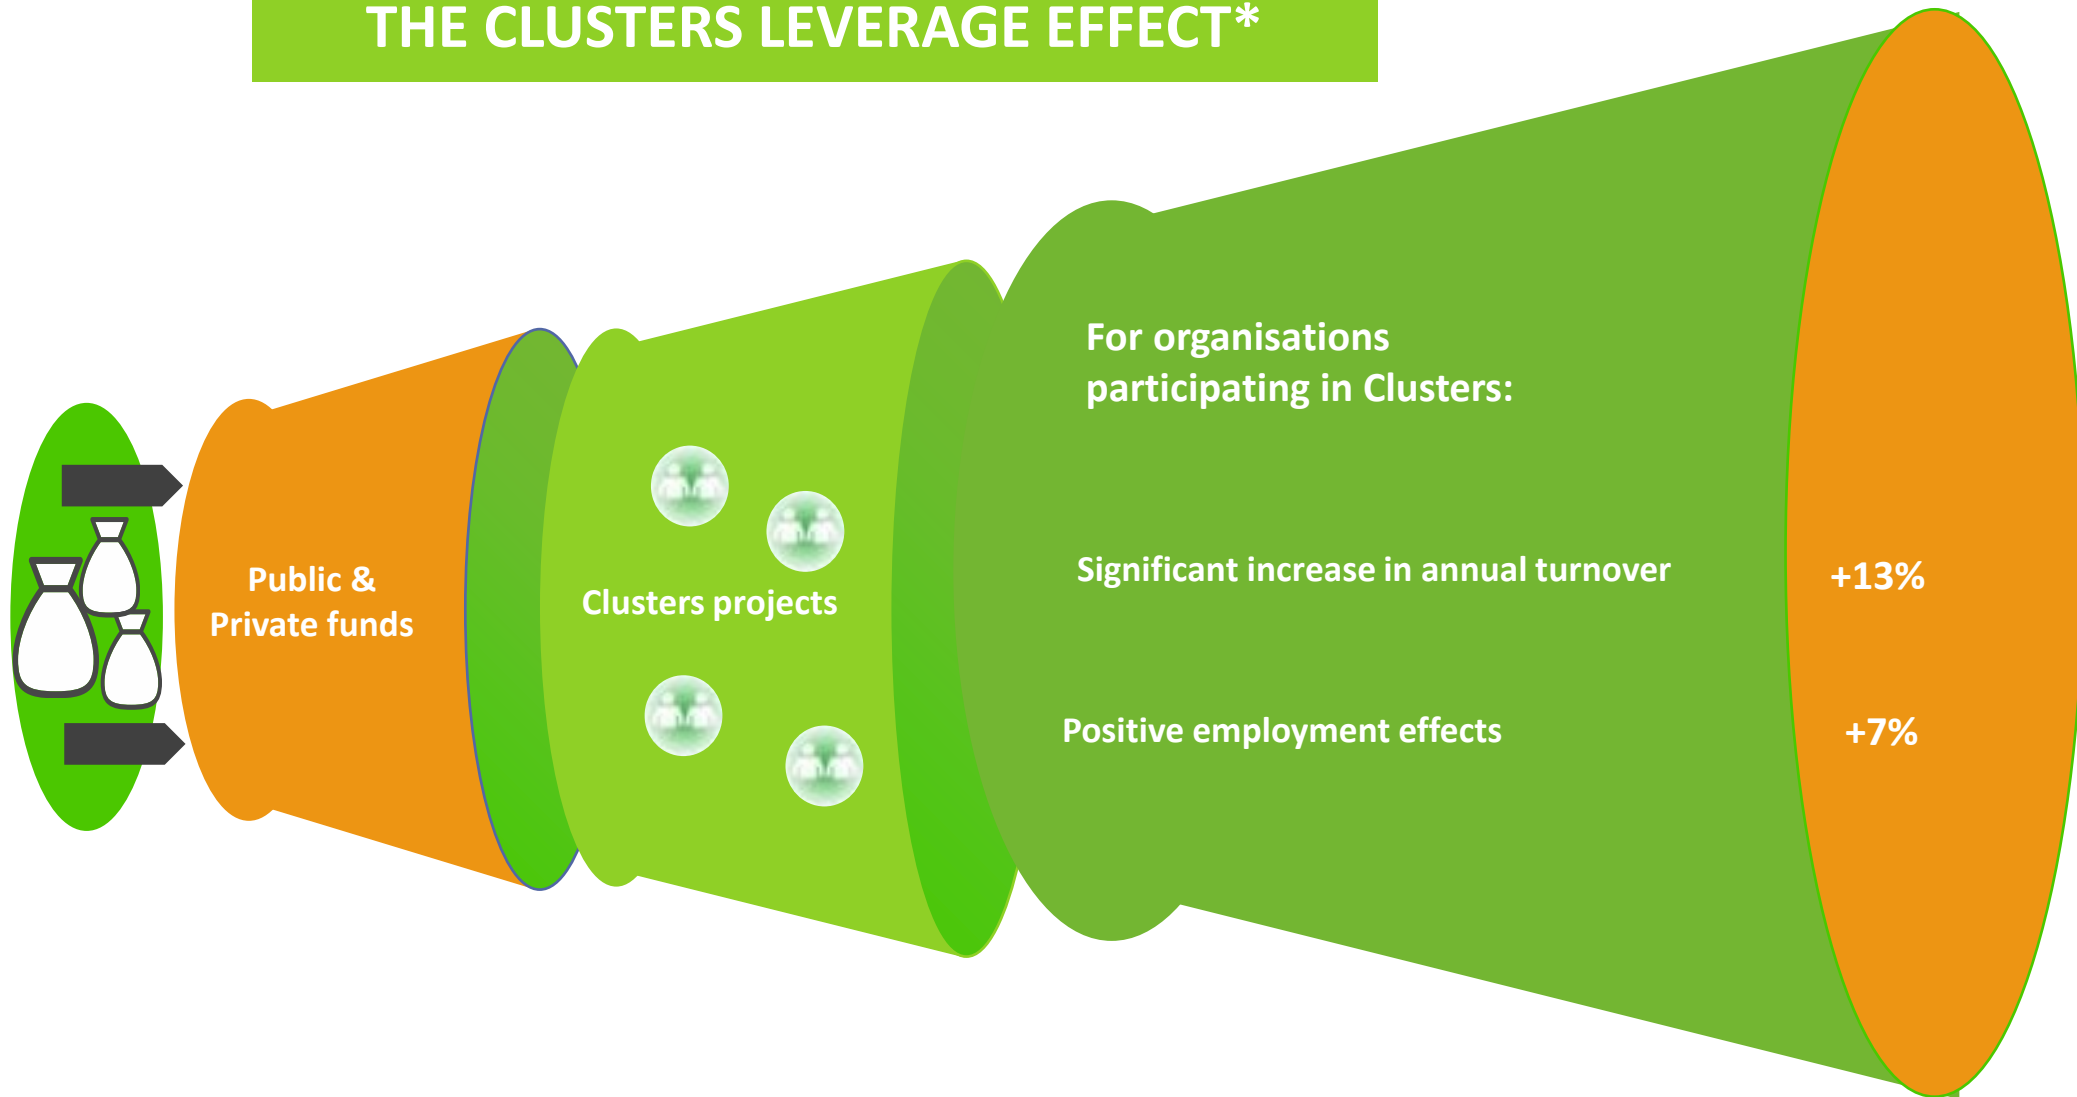 THE CLUSTERS LEVERAGE EFFECT*
Public &
Private funds
Clusters projects
For organisations
participating in Clusters:
Significant increase in annual turnover
+13%
Positive employment effects
+7%